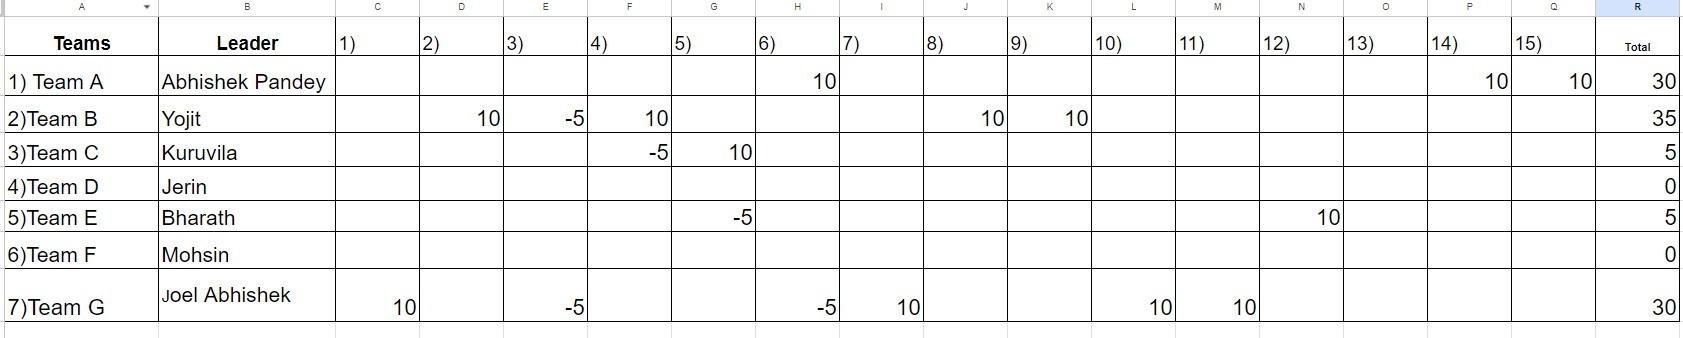 A B C D E F G H I J K L M N O P Q R
Teams Leader 1) 2) 3) 4) 5) 6) 7) 8) 9) 10) 11) 12) 13) 14) 15) Total
1) Team A Abhishek Pandey 10 10 10 30
2)Team B Yojit 10 -5 10 10 10 35
3)Team C Kuruvila -5 10 5
4)Team D Jerin 0
5)Team E Bharath -5 10 5
6)Team F Mohsin 0
7)Team G Joel Abhishek 10 -5 -5 10 10 10 30